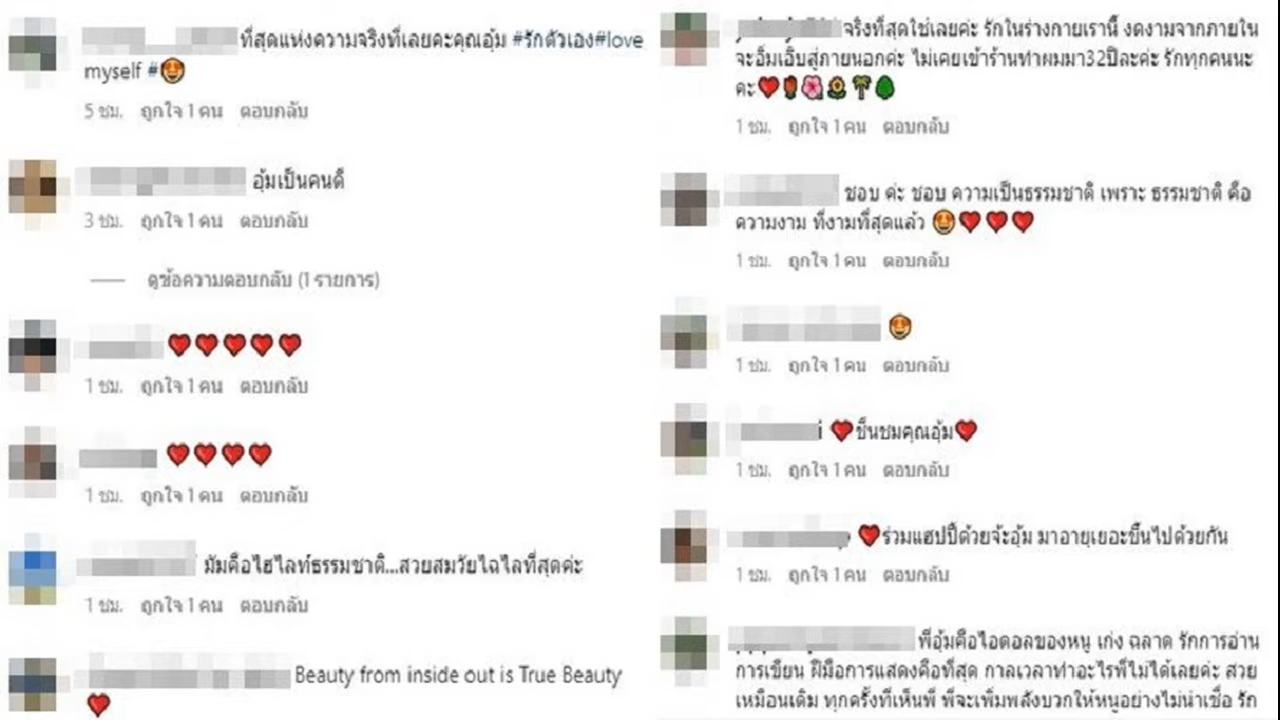 ที่สุดแห่งความจริงที่เลยคะคุณอุ้ม #รักตัวเอง#love
myself #🤩
5 ชม. ถูกใจ 1 คน ตอบกลับ
อุ้มเป็นคนดี
3 ชม. ถูกใจ 1 คน ตอบกลับ
ดูข้อความตอบกลับ (1 รายการ)
❤❤❤❤❤
1 ชม. ถูกใจ 1 คน ตอบกลับ
❤❤❤❤
1 ชม. ถูกใจ 1 คน ตอบกลับ
มันคือไฮไลท์ธรรมชาติ...สวยสมวัยไฉไลที่สุดค่ะ
1 ชม. ถูกใจ 1 คน ตอบกลับ
Beauty from inside out is True Beauty
❤
จริงที่สุดใช่เลยค่ะ รักในร่างกายเรานี้ งดงามจากภายใน
จะอิ่มเอิบสู่ภายนอกค่ะ ไม่เคยเข้าร้านทำผมมา32ปีละค่ะ รักทุกคนนะ
คะ❤🌹🌺🌻🌴🌳
1 ชม. ถูกใจ 1 คน ตอบกลับ
ชอบ ค่ะ ชอบ ความเป็นธรรมชาติ เพราะ ธรรมชาติ คือ
ความงาม ที่งามที่สุดแล้ว 🤩❤❤❤
1 ชม. ถูกใจ 1 คน ตอบกลับ
🤩
1 ชม. ถูกใจ 1 คน ตอบกลับ
❤ชื่นชมคุณอุ้ม❤
1 ชม. ถูกใจ 1 คน ตอบกลับ
❤ร่วมแฮปปี้ด้วยจ้ะอุ้ม มาอายุเยอะขึ้นไปด้วยกัน
1 ชม. ถูกใจ 1 คน ตอบกลับ
พี่อุ้มคือไอดอลของหนู เก่ง ฉลาด รักการอ่าน
การเขียน ฝีมือการแสดงคือที่สุด กาลเวลาทำอะไรพี่ไม่ได้เลยค่ะ สวย
เหมือนเดิม ทุกครั้งที่เห็นพี่ พี่จะเพิ่มพลังบวกให้หนูอย่างไม่น่าเชื่อ รัก